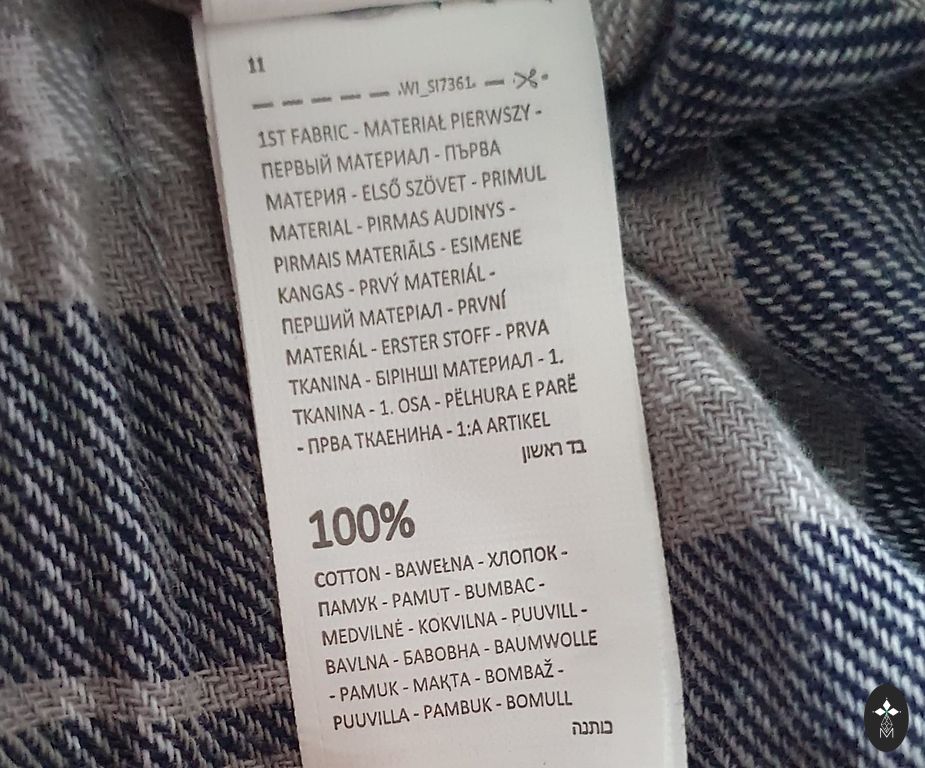 11
WI_SI7361
1ST FABRIC - MATERIAŁ PIERWSZY -
ПЕРВЫЙ МАТЕРИАЛ - ПЪРВА
МАТЕРИЯ - ELSŐ SZÖVET - PRIMUL
MATERIAL - PIRMAS AUDINYS -
PIRMAIS MATERIĀLS - ESIMENE
KANGAS - PRVÝ MATERIÁL -
ПЕРШИЙ МАТЕРІАЛ - PRVNÍ
MATERIÁL - ERSTER STOFF - PRVA
TKANINA - БІРІНШІ МАТЕРИАЛ - 1.
TKANINA - 1. OSA - PËLHURA E PARË
- ПРВА ТКАЕНИНА - 1:A ARTIKEL
בד ראשון
100%
COTTON - BAWEŁNA - ХЛОПОК -
ПАМУК - PAMUT - BUMBAC -
MEDVILNĖ - KOKVILNA - PUUVILL -
BAVLNA - БАВОВНА - BAUMWOLLE
- PAMUK - МАҚТА - BOMBAŽ -
PUUVILLA - PAMBUK - BOMULL
כותנה
M